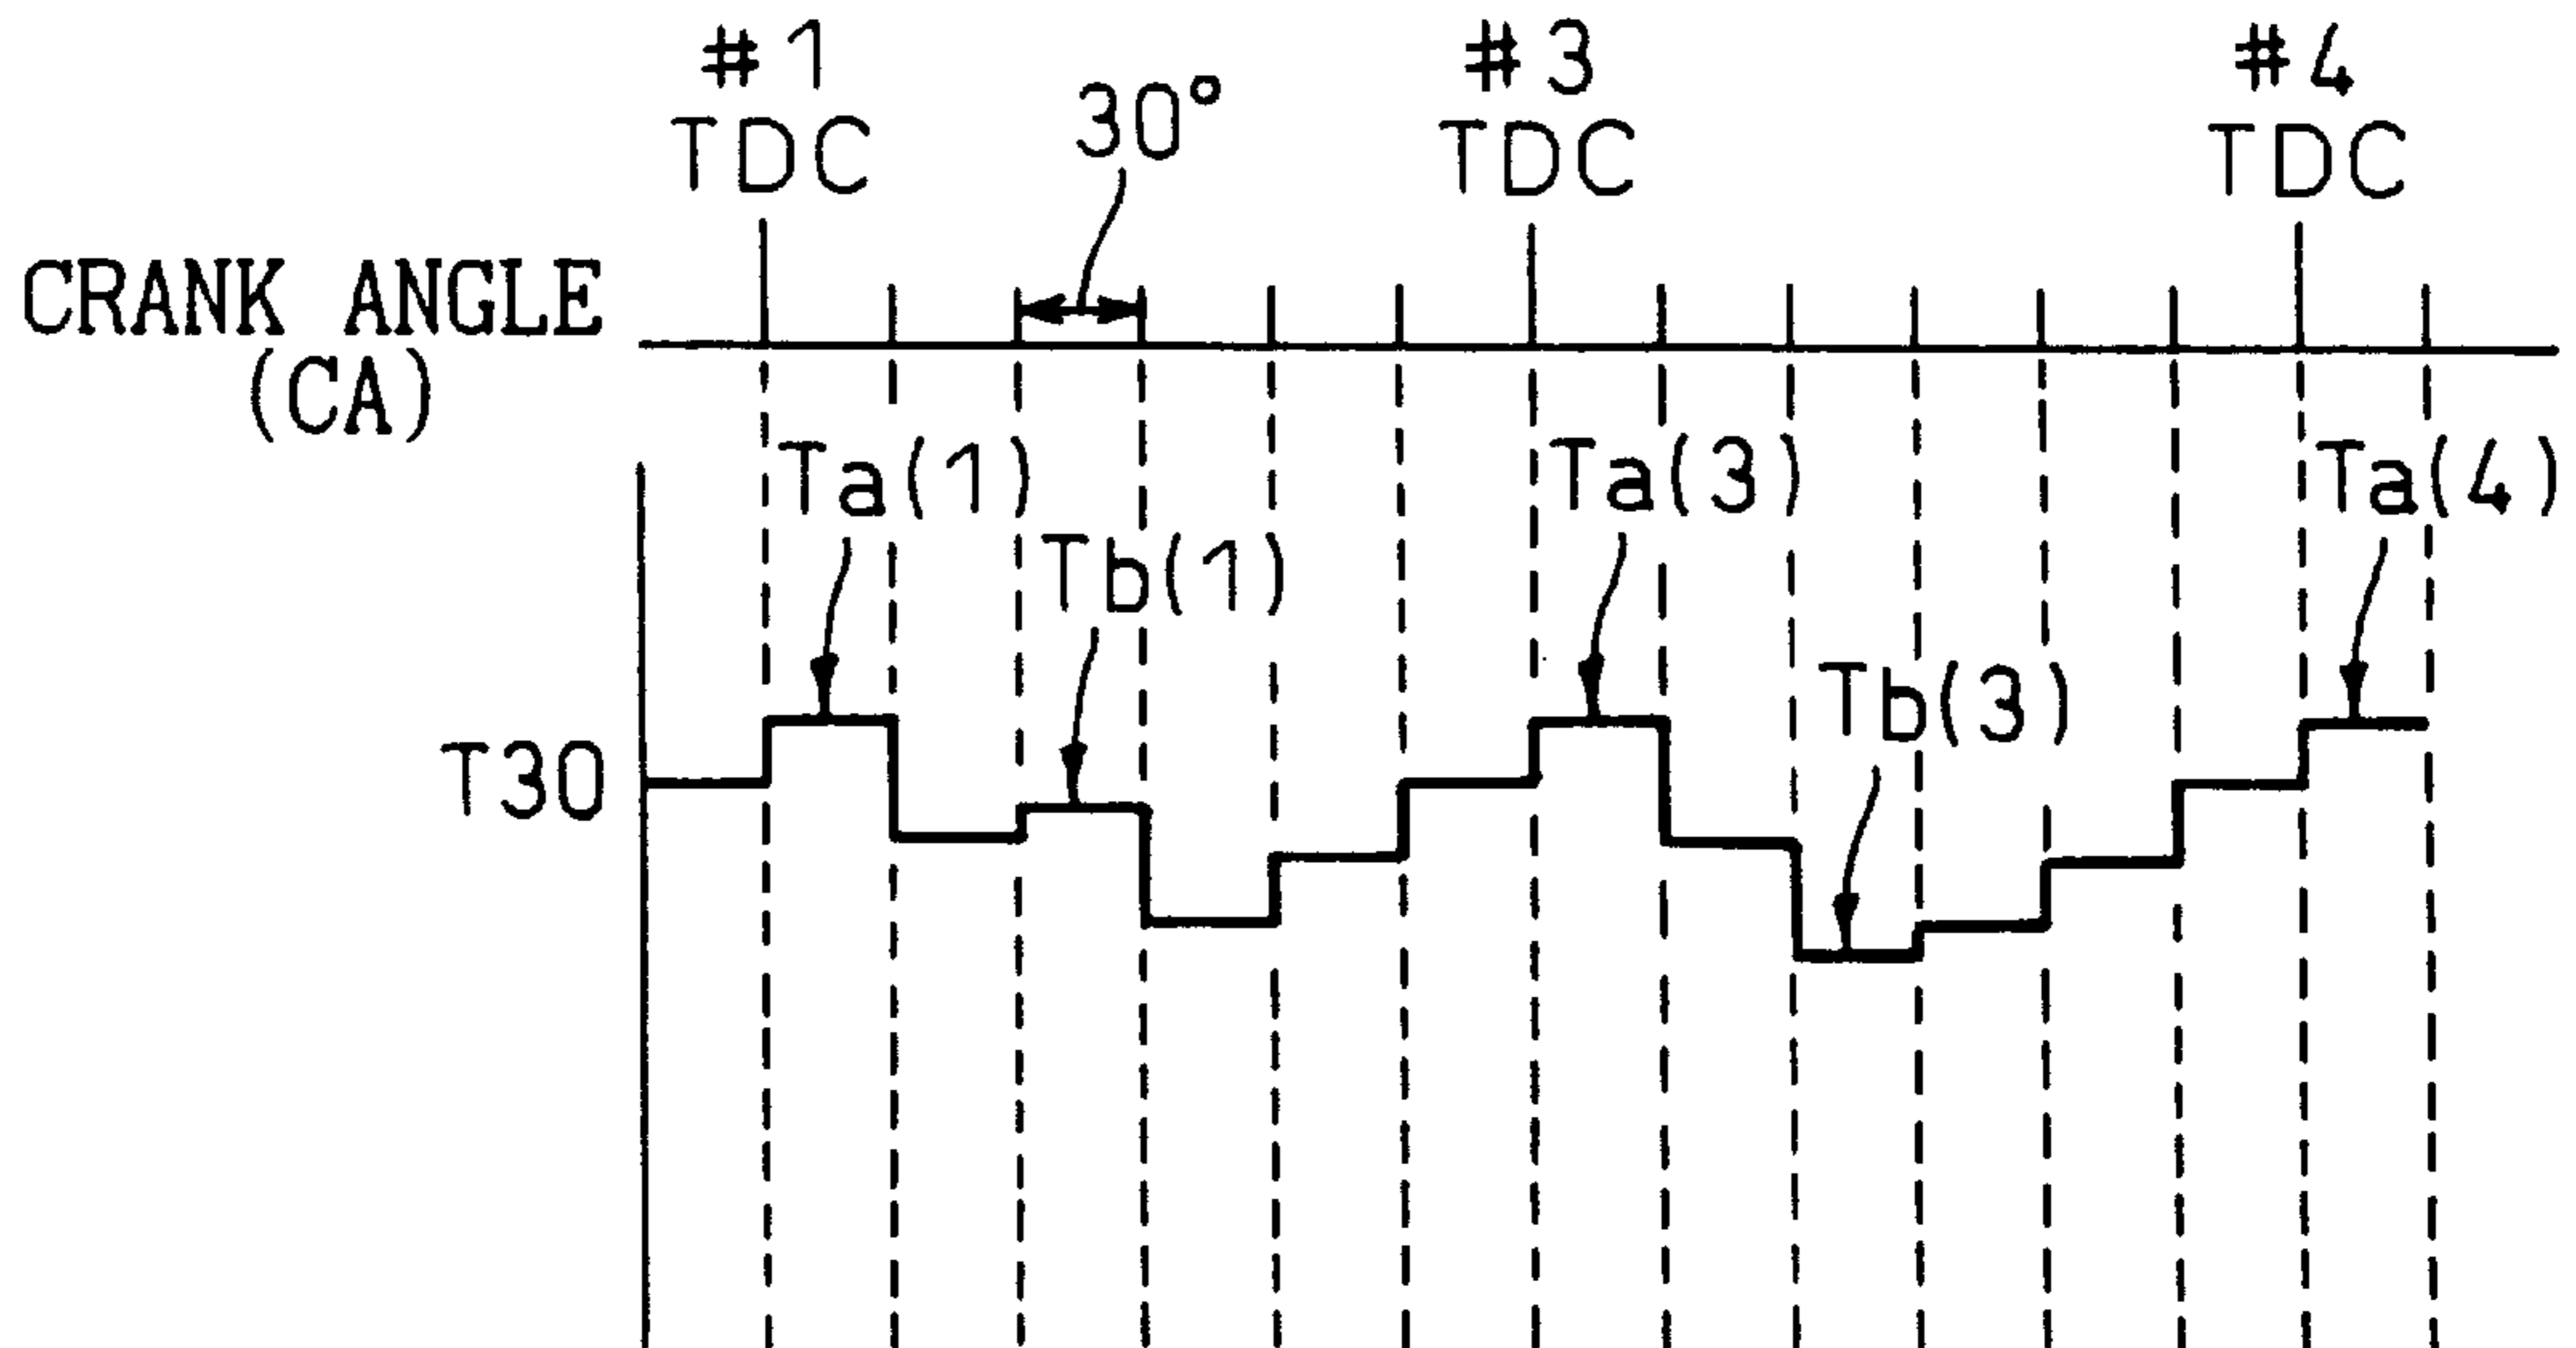 #1
TDC
30°
#3
TDC
#4
TDC
CRANK ANGLE
(CA)
Ta(1)
Tb(1)
Ta(3)
Tb(3)
Ta(4)
T30